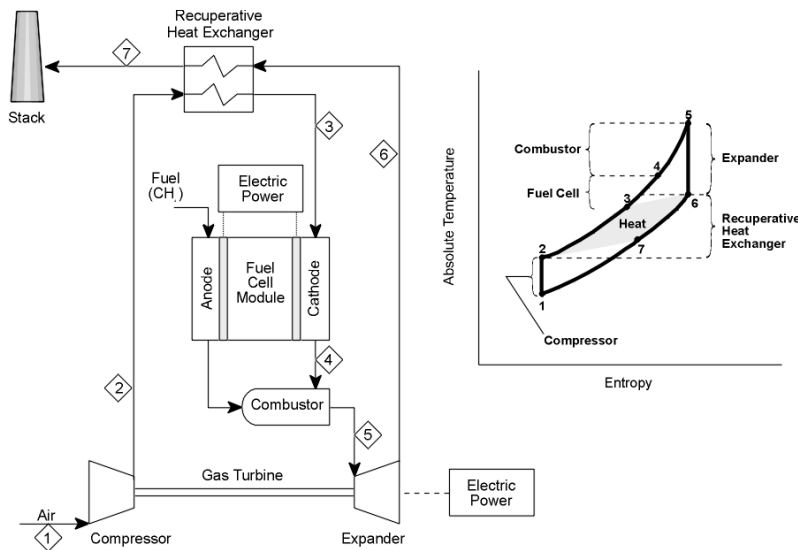 Recuperative
Heat Exchanger
7
Stack
3
6
Fuel
(CH,)
Electric
Power
Anode
Fuel
Cell
Module
Cathode
4
2
Combustor
5
Gas Turbine
Air
1
Compressor
Expander
Electric
Power
Absolute Temperature
Combustor
Fuel Cell
5
4
3
6
Heat
7
2
1
Expander
Recuperative
Heat
Exchanger
Compressor
Entropy